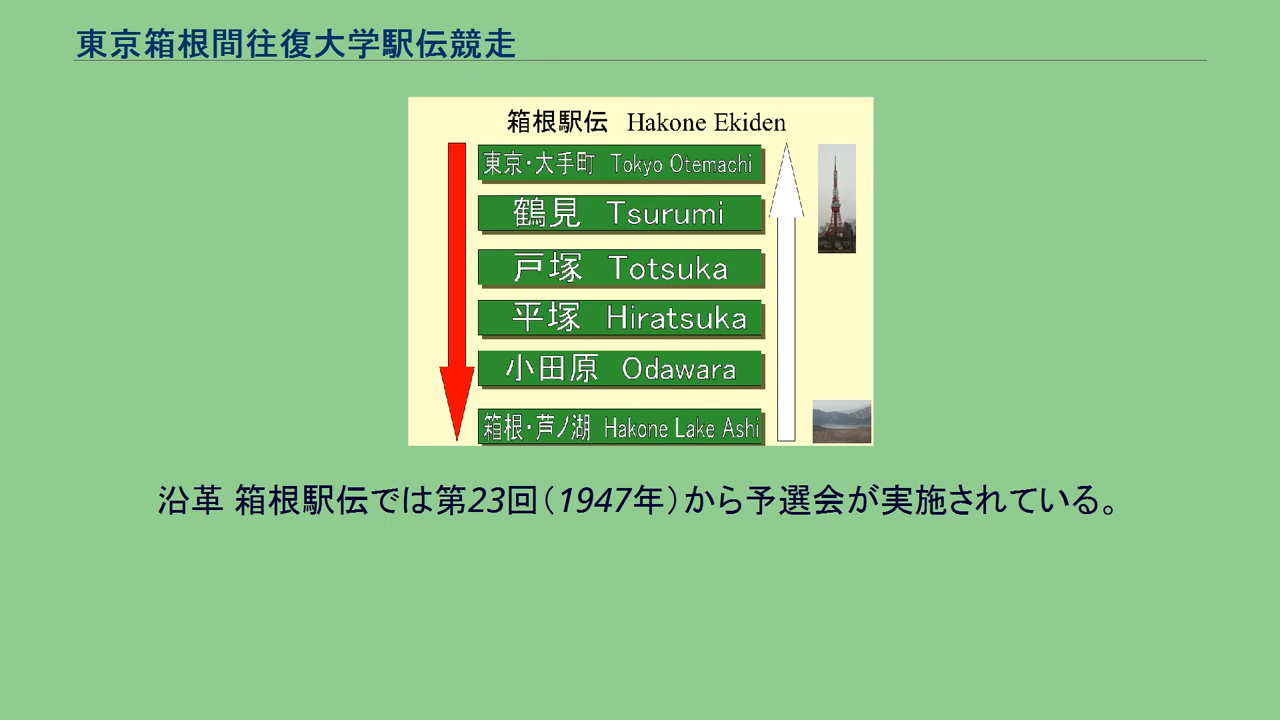 東京箱根間往復大学駅伝競走
箱根駅伝 Hakone Ekiden
東京・大手町 Tokyo Otemachi
鶴見 Tsurumi
戸塚 Totsuka
平塚 Hiratsuka
小田原 Odawara
箱根・芦ノ湖 Hakone Lake Ashi
沿革 箱根駅伝では第23回（1947年）から予選会が実施されている。